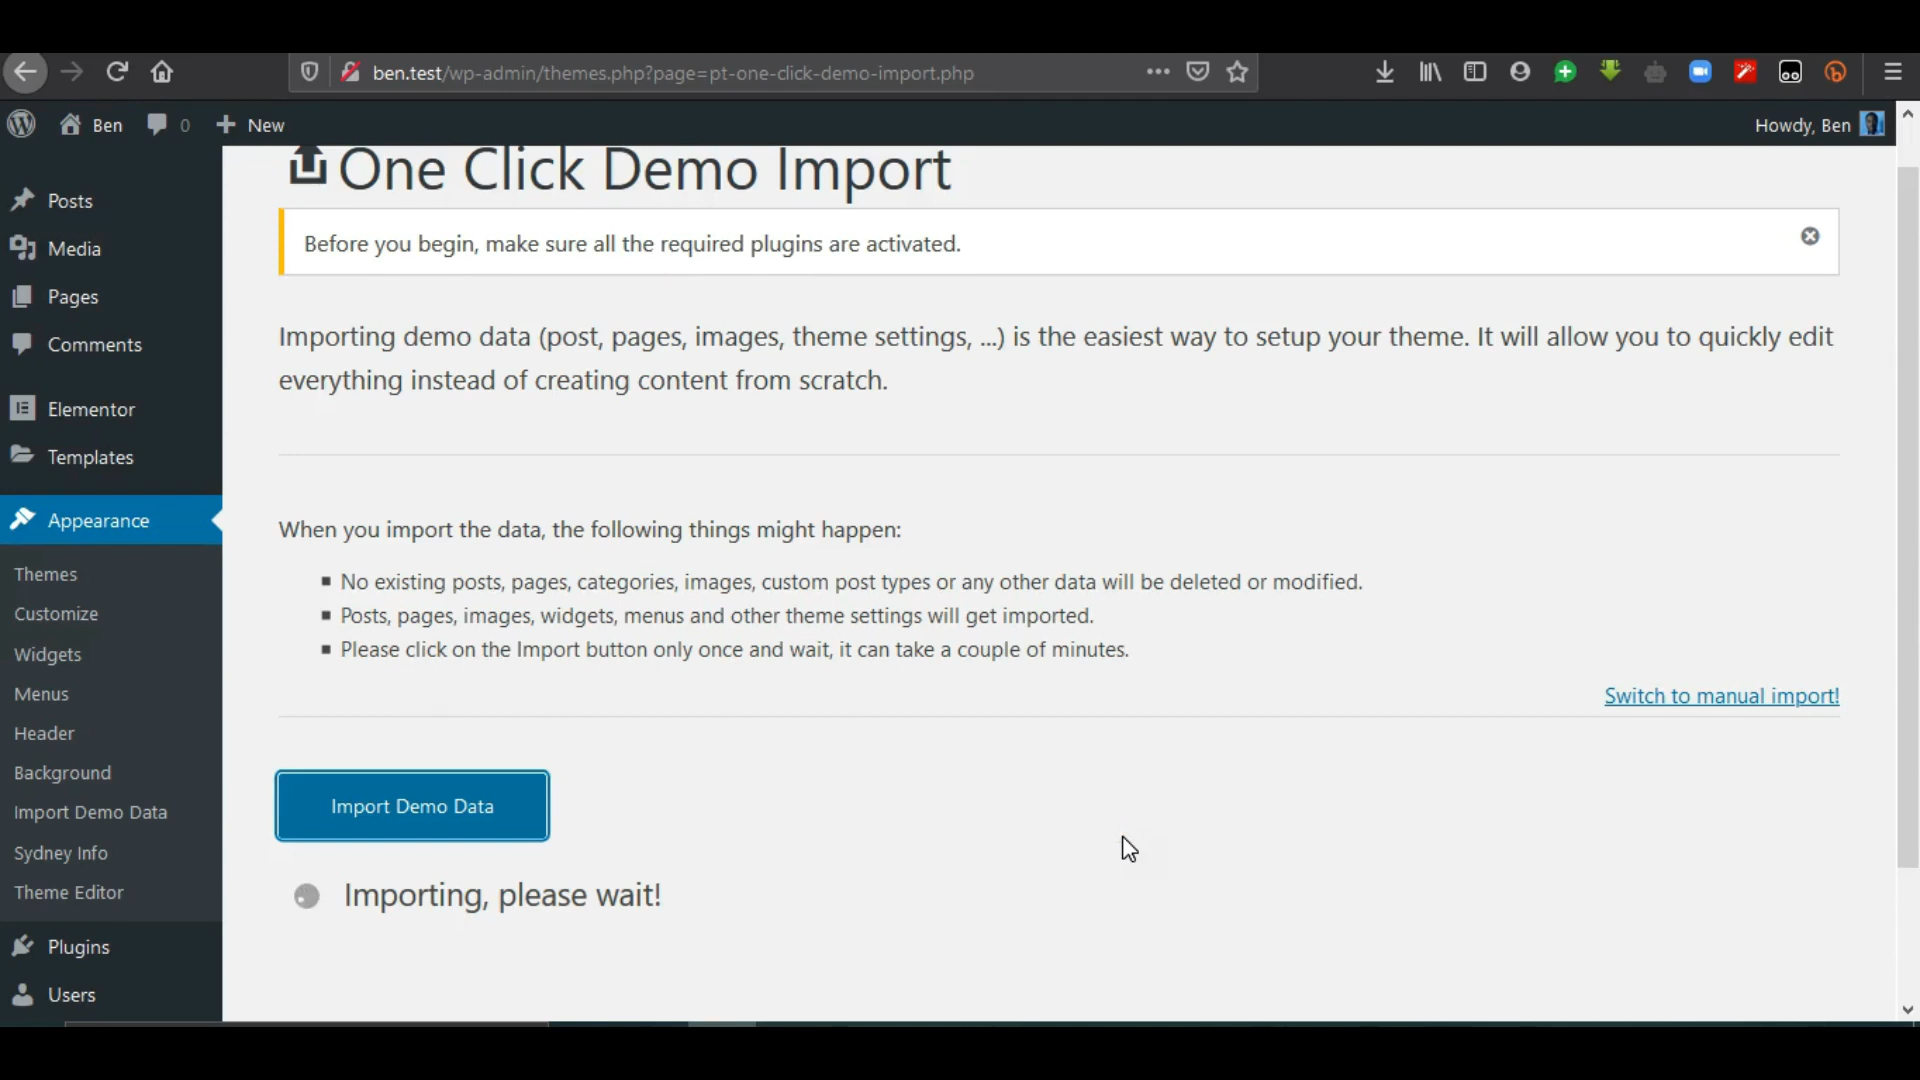 ben.test/wp-admin/themes.php?page=pt-one-click-demo-import.php
Ben
0
New
Howdy, Ben
Posts
Media
Pages
Comments
Elementor
Templates
Appearance
Themes
Customize
Widgets
Menus
Header
Background
Import Demo Data
Sydney Info
Theme Editor
Plugins
Users
One Click Demo Import
Before you begin, make sure all the required plugins are activated.
Importing demo data (post, pages, images, theme settings, ...) is the easiest way to setup your theme. It will allow you to quickly edit
everything instead of creating content from scratch.
When you import the data, the following things might happen:
No existing posts, pages, categories, images, custom post types or any other data will be deleted or modified.
Posts, pages, images, widgets, menus and other theme settings will get imported.
Please click on the Import button only once and wait, it can take a couple of minutes.
Switch to manual import!
Import Demo Data
Importing, please wait!